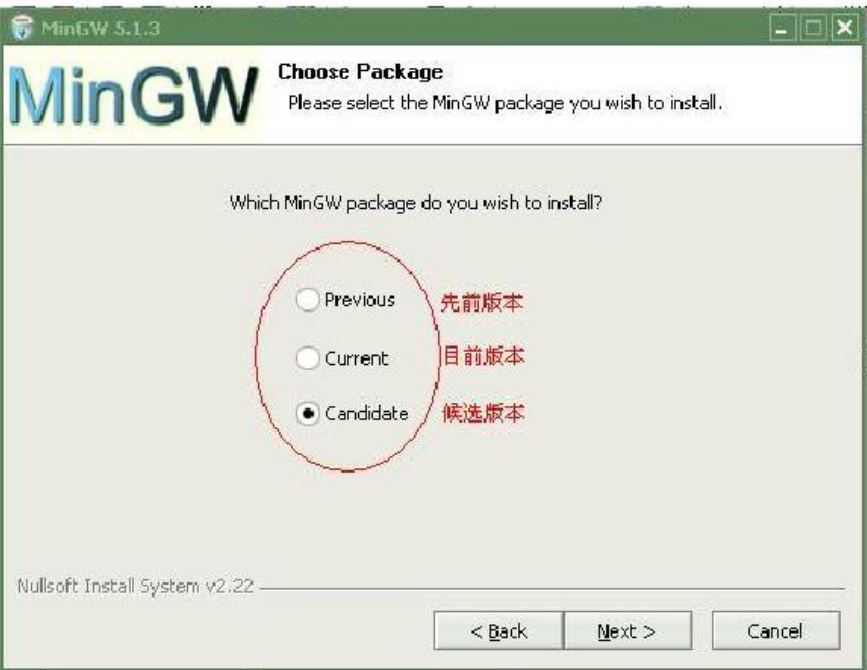 MinGW 5.1.3
MinGW
Choose Package
Please select the MinGW package you wish to install.
Which MinGW package do you wish to install?
Previous 先前版本
Current 目前版本
Candidate 候选版本
Nullsoft Install System v2.22
< Back Next > Cancel